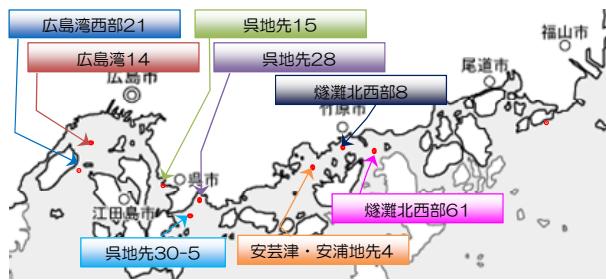 広島湾西部21
呉地先15
福山市
広島湾14
呉地先28
尾道市
広島市
燧灘北西部8
竹原市
呉市
江田島市
燧灘北西部61
呉地先30-5
安芸津・安浦地先4